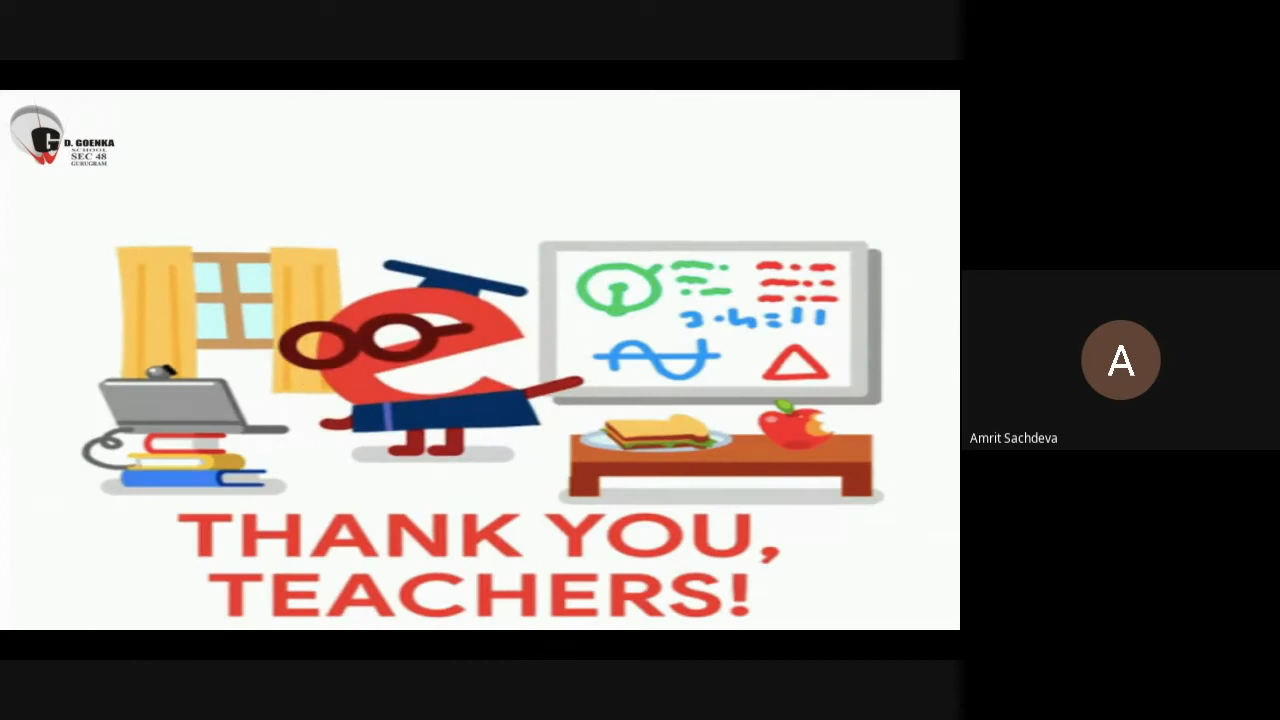 G D. GOENKA
SCHOOL
SEC 48
GURUGRAM
THANK YOU,
TEACHERS!
A
Amrit Sachdeva